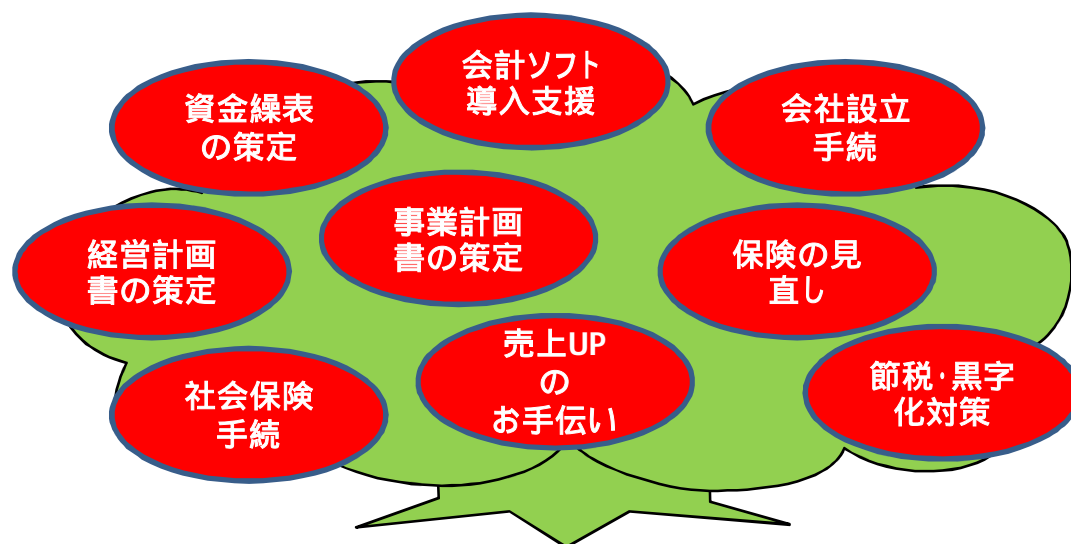 会計ソフト
導入支援
資金繰表
の策定
会社設立
手続
事業計画
書の策定
経営計画
書の策定
保険の見
直し
売上UP
の
お手伝い
社会保険
手続
節税・黒字
化対策